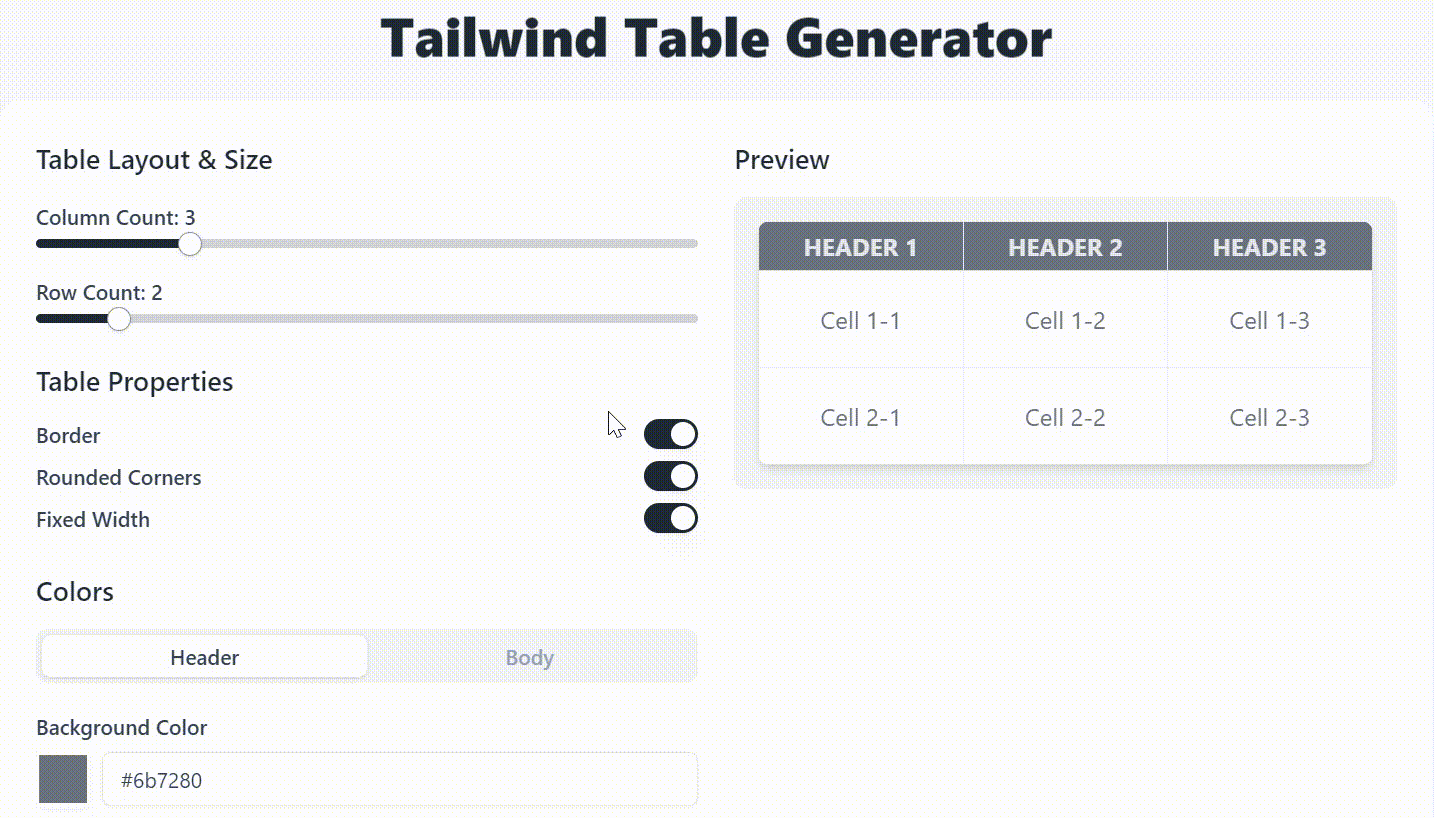 Tailwind Table Generator
Table Layout & Size
Column Count: 3
Row Count: 2
Table Properties
Border
Rounded Corners
Fixed Width
Colors
Header Body
Background Color
#6b7280
Preview
HEADER 1 HEADER 2 HEADER 3
Cell 1-1 Cell 1-2 Cell 1-3
Cell 2-1 Cell 2-2 Cell 2-3